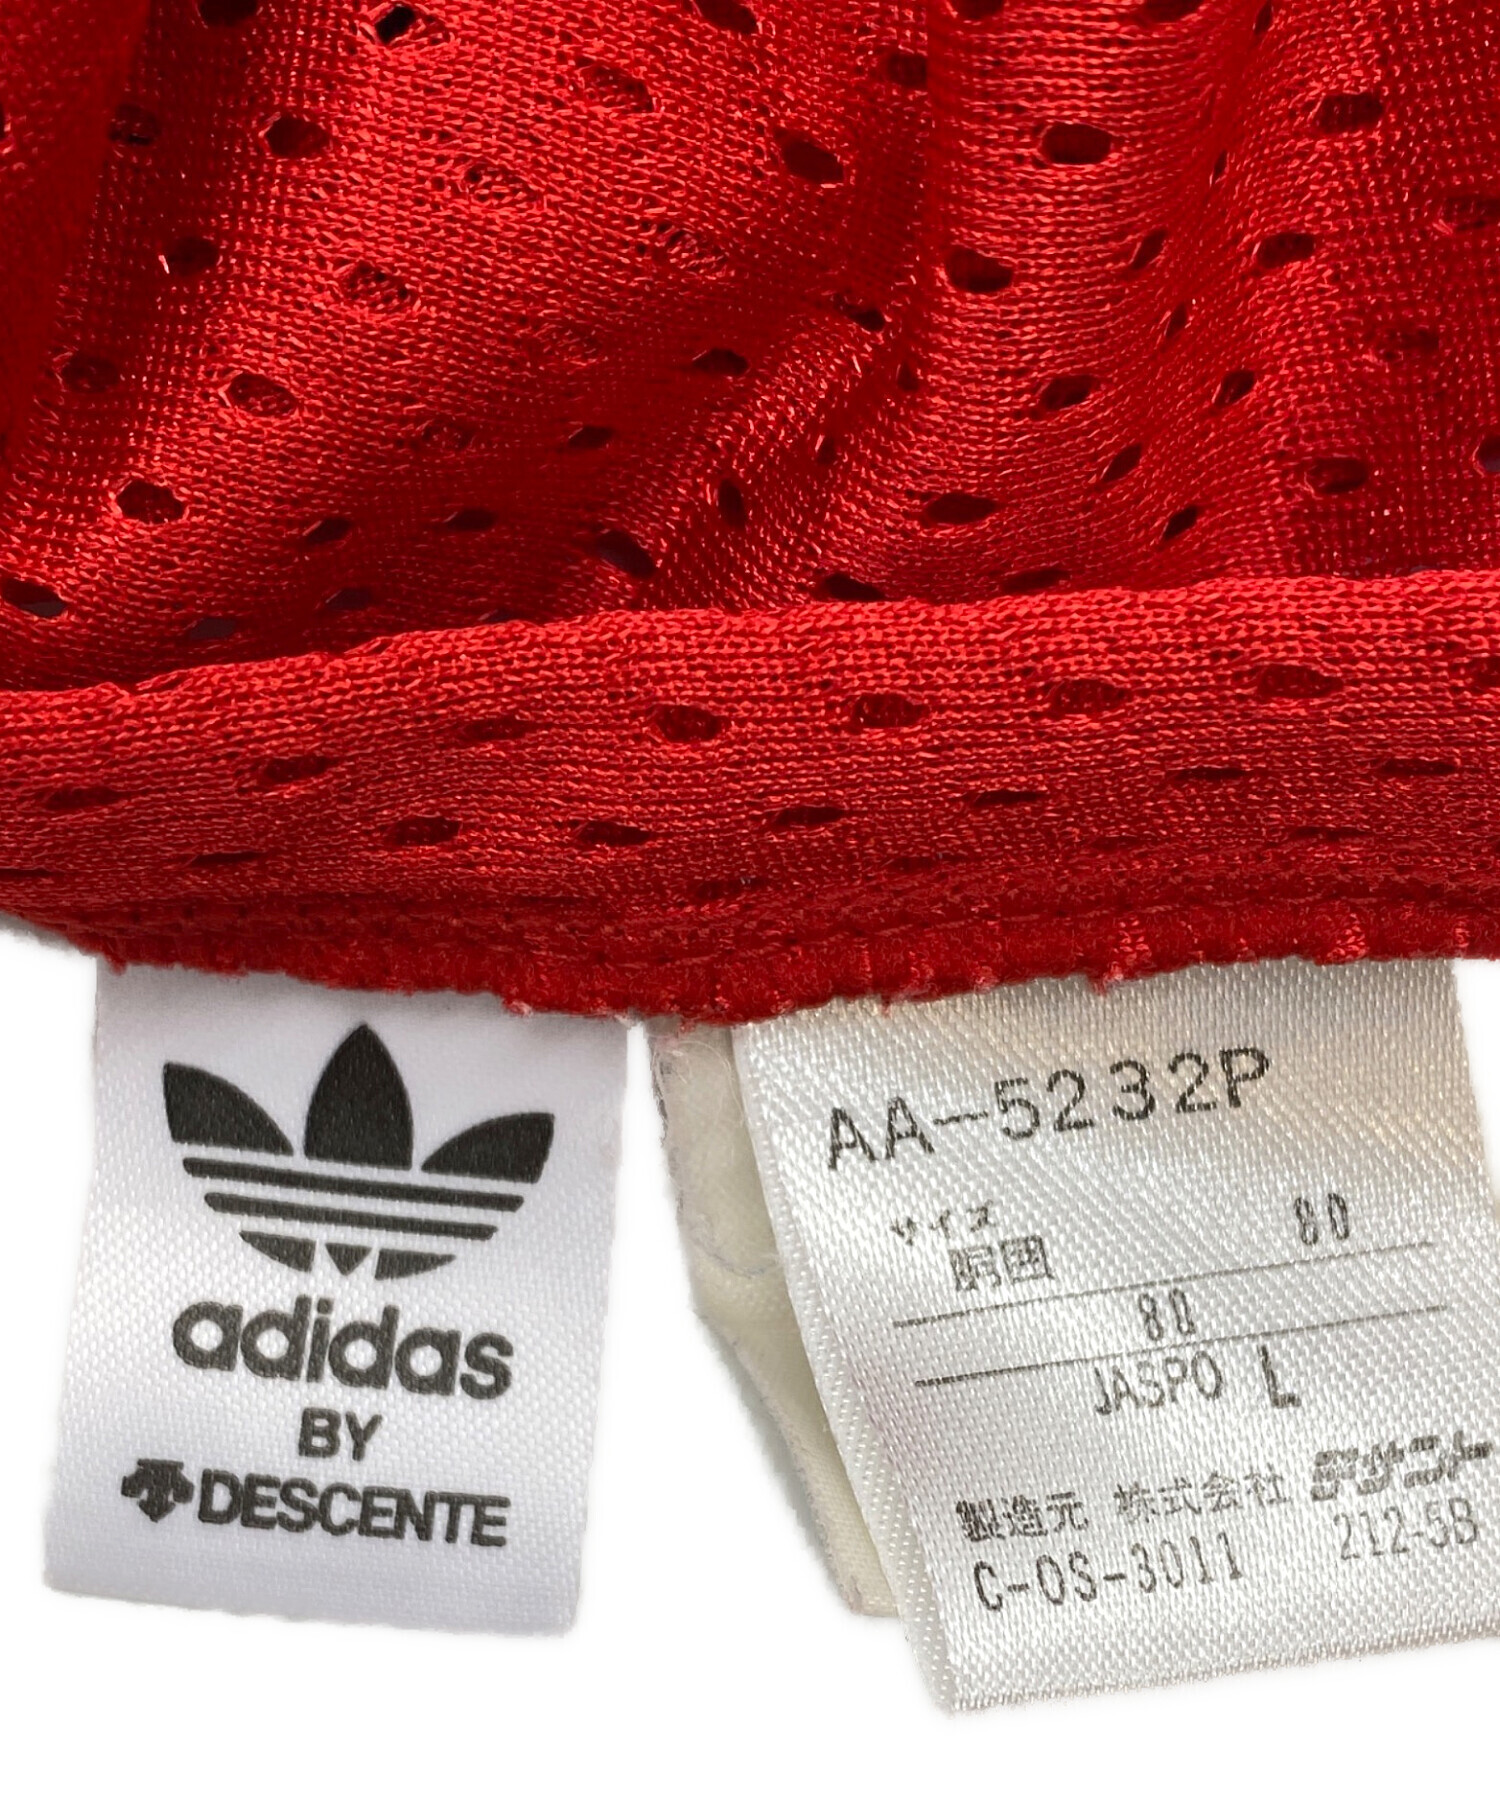 adidas
BY
DESCENTE
AA-5232P
サイズ 80
胴囲
80
JASPO L
製造元 株式会社 デサント
C-OS-3011 212-5B